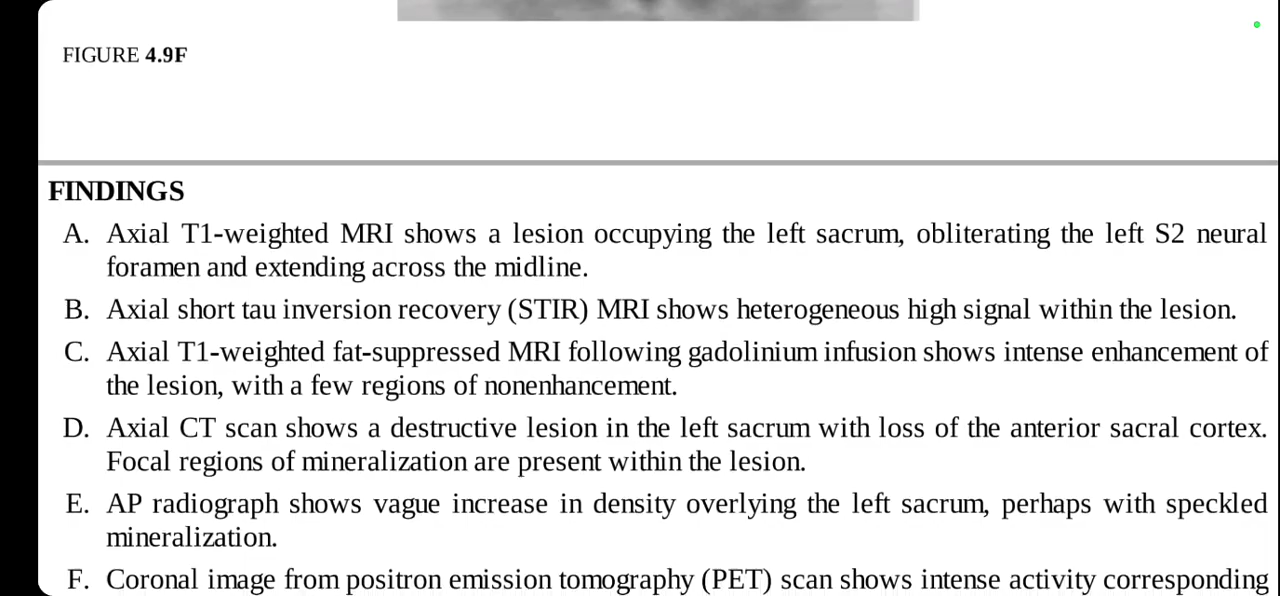 FIGURE 4.9F
FINDINGS
A. Axial T1-weighted MRI shows a lesion occupying the left sacrum, obliterating the left S2 neural
foramen and extending across the midline.
B. Axial short tau inversion recovery (STIR) MRI shows heterogeneous high signal within the lesion.
C. Axial T1-weighted fat-suppressed MRI following gadolinium infusion shows intense enhancement of
the lesion, with a few regions of nonenhancement.
D. Axial CT scan shows a destructive lesion in the left sacrum with loss of the anterior sacral cortex.
Focal regions of mineralization are present within the lesion.
E. AP radiograph shows vague increase in density overlying the left sacrum, perhaps with speckled
mineralization.
F. Coronal image from positron emission tomography (PET) scan shows intense activity corresponding